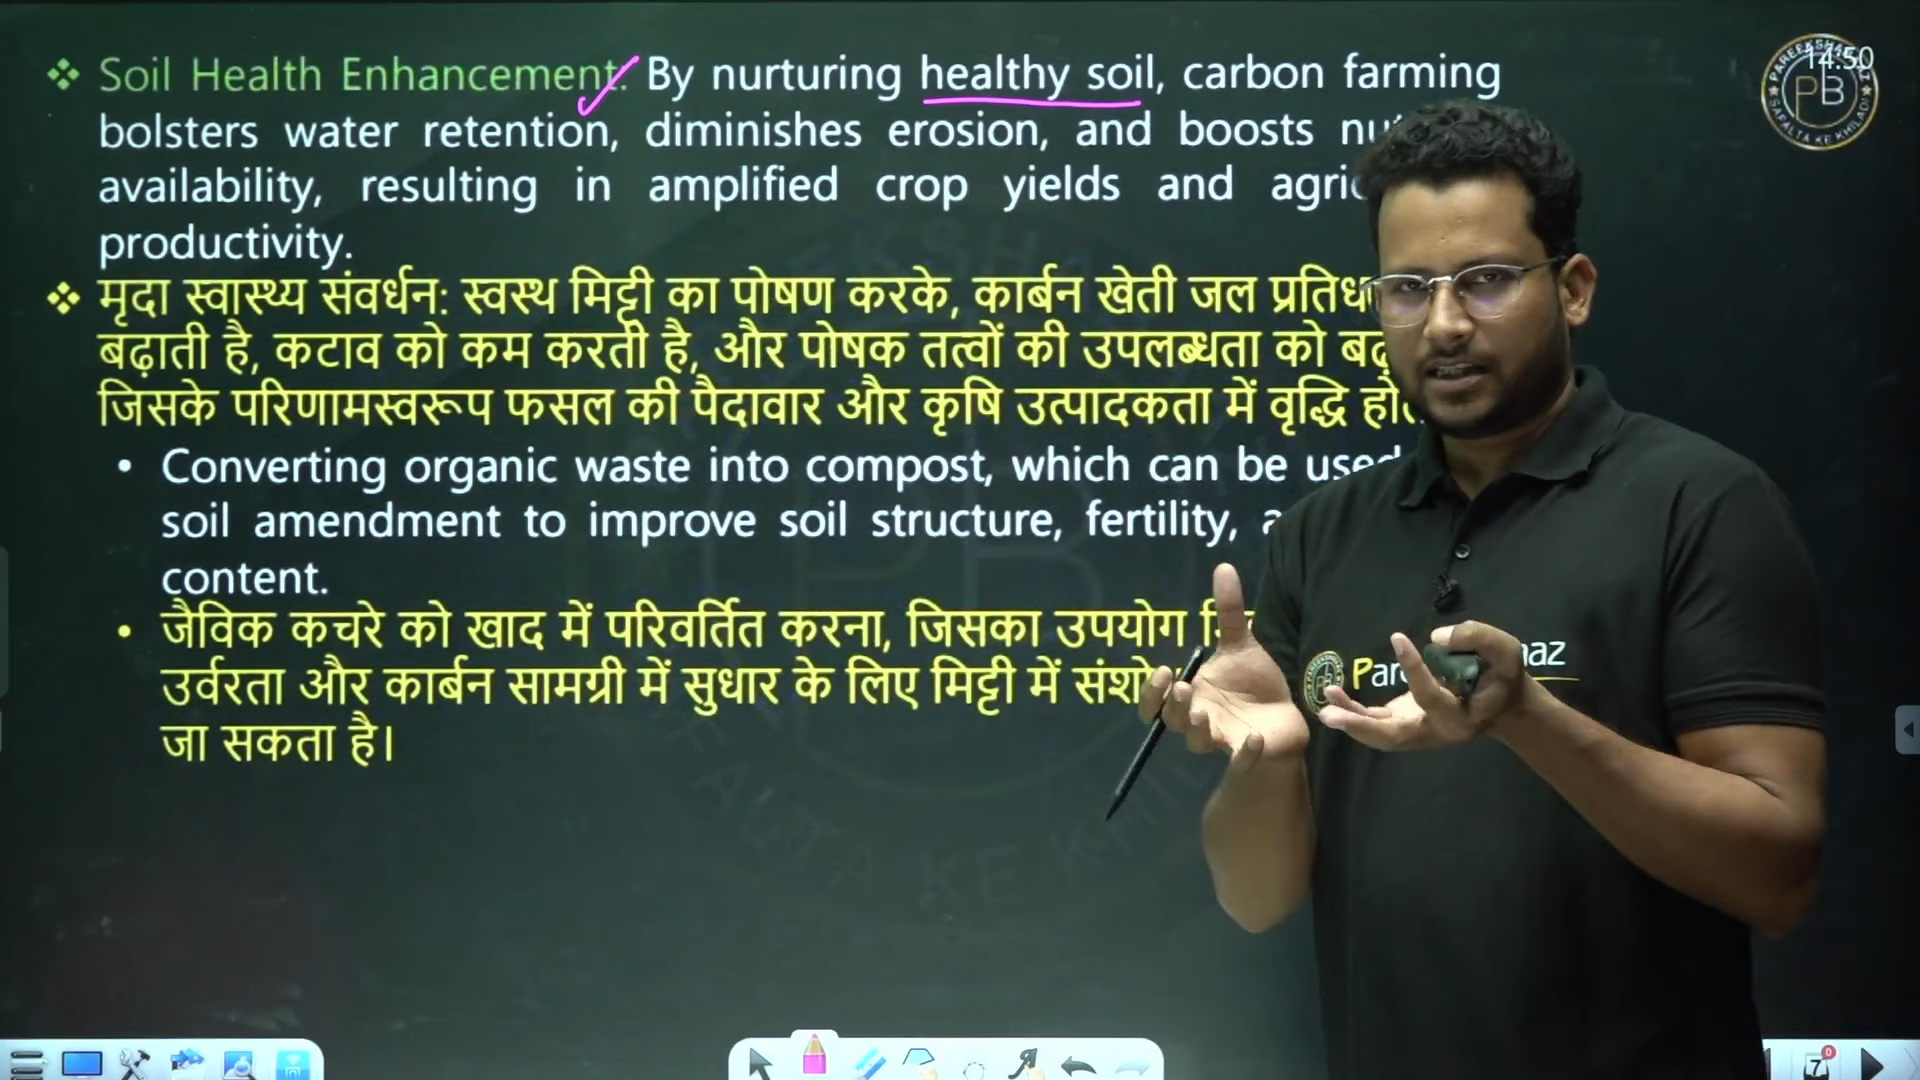 Soil Health Enhancement: By nurturing healthy soil, carbon farming
bolsters water retention, diminishes erosion, and boosts
availability, resulting in amplified crop yields and
productivity.
मृदा स्वास्थ्य संवर्धन: स्वस्थ मिट्टी का पोषण करके, कार्बन खेती जल
बढ़ाती है, कटाव को कम करती है, और पोषक तत्वों की उपलब्धता को
जिसके परिणामस्वरूप फसल की पैदावार और कृषि उत्पादकता में वृद्धि
• Converting organic waste into compost, which can be used
soil amendment to improve soil structure, fertility,
content.
• जैविक कचरे को खाद में परिवर्तित करना, जिसका उपयोग
उर्वरता और कार्बन सामग्री में सुधार के लिए मिट्टी में
जा सकता है।
14:50
PB
SAFALTA KE KHILADI